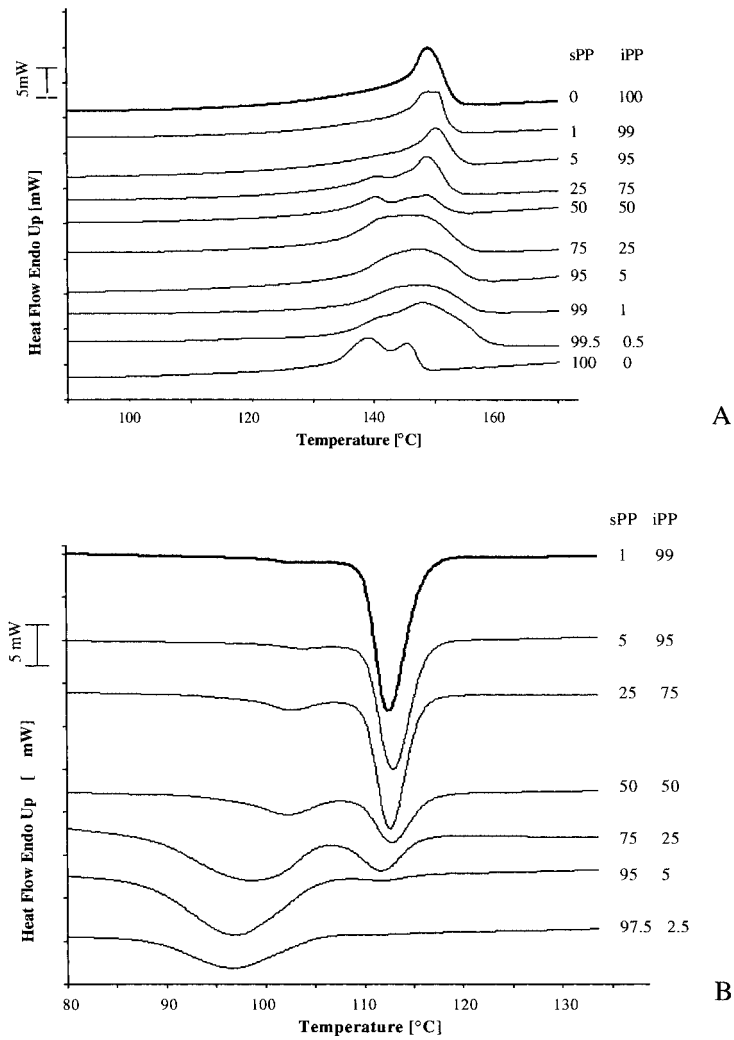 sPP iPP
5mW
0 100
1 99
5 95
25 75
50 50
75 25
95 5
99 1
99.5 0.5
100 0
Heat Flow Endo Up [mW]
100 120 140 160
Temperature [°C]
A
sPP iPP
1 99
5 mW
5 95
25 75
50 50
75 25
95 5
97.5 2.5
Heat Flow Endo Up [ mW]
80 90 100 110 120 130
Temperature [°C]
B